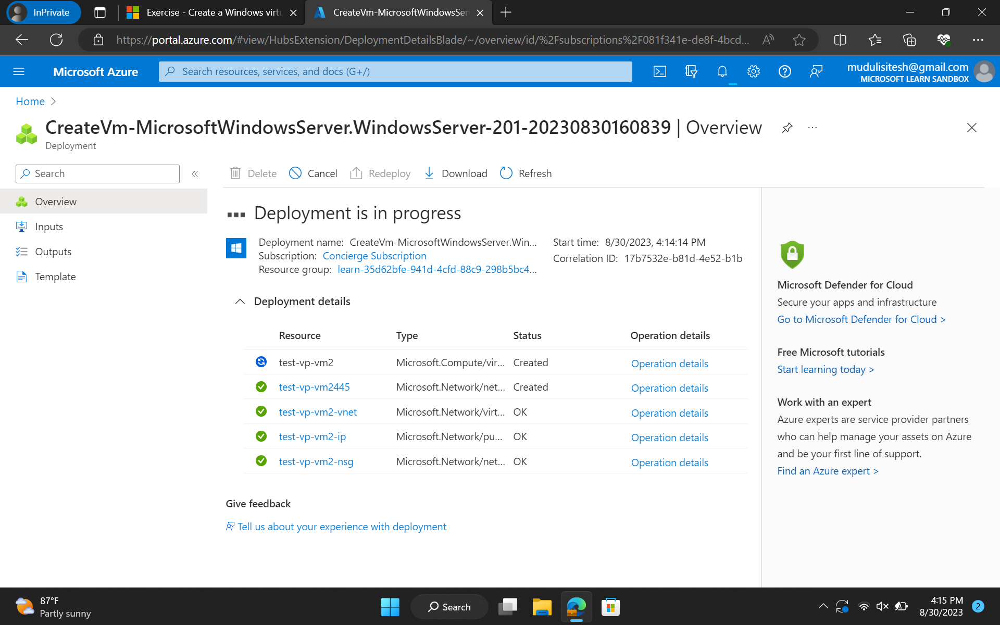 InPrivate
Exercise - Create a Windows virtu
CreateVm-MicrosoftWindowsSer
https://portal.azure.com/#view/HubsExtension/DeploymentDetailsBlade/~/overview/id/%2Fsubscriptions%2F081f341e-de8f-4bcd...
Microsoft Azure
Search resources, services, and docs (G+/)
mudulisitesh@gmail.com
MICROSOFT LEARN SANDBOX
Home
CreateVm-MicrosoftWindowsServer.WindowsServer-201-20230830160839 | Overview
Deployment
Search
Delete
Cancel
Redeploy
Download
Refresh
Overview
Inputs
Outputs
Template
Deployment is in progress
Deployment name: CreateVm-MicrosoftWindowsServer.Win...
Subscription: Concierge Subscription
Resource group: learn-35d62bfe-941d-4cfd-88c9-298b5bc4...
Start time: 8/30/2023, 4:14:14 PM
Correlation ID: 17b7532e-b81d-4e52-b1b
Deployment details
Resource Type Status Operation details
test-vp-vm2 Microsoft.Compute/vir... Created Operation details
test-vp-vm2445 Microsoft.Network/net... Created Operation details
test-vp-vm2-vnet Microsoft.Network/virt... OK Operation details
test-vp-vm2-ip Microsoft.Network/pu... OK Operation details
test-vp-vm2-nsg Microsoft.Network/net... OK Operation details
Give feedback
Tell us about your experience with deployment
Microsoft Defender for Cloud
Secure your apps and infrastructure
Go to Microsoft Defender for Cloud >
Free Microsoft tutorials
Start learning today >
Work with an expert
Azure experts are service provider partners
who can help manage your assets on Azure
and be your first line of support.
Find an Azure expert >
87°F
Partly sunny
Search
4:15 PM
8/30/2023
2